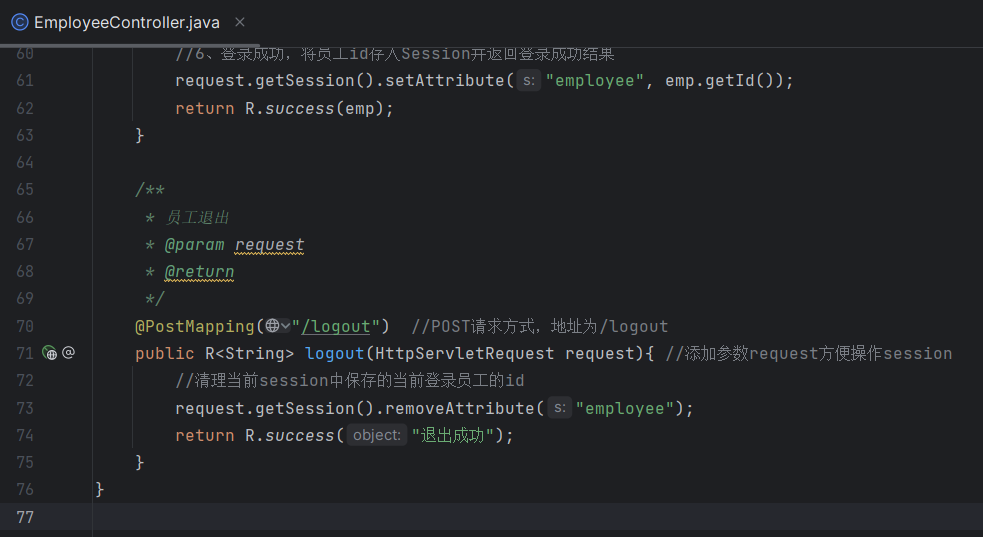 EmployeeController.java
60 //6、登录成功，将员工id存入Session并返回登录成功结果
61 request.getSession().setAttribute( s: "employee", emp.getId());
62 return R.success(emp);
63 }
64
65 /**
66 * 员工退出
67 * @param request
68 * @return
69 */
70 @PostMapping("/logout") //POST请求方式，地址为/logout
71 public R<String> logout(HttpServletRequest request){ //添加参数request方便操作session
72 //清理当前session中保存的当前登录员工的id
73 request.getSession().removeAttribute( s: "employee");
74 return R.success( object: "退出成功");
75 }
76 }
77